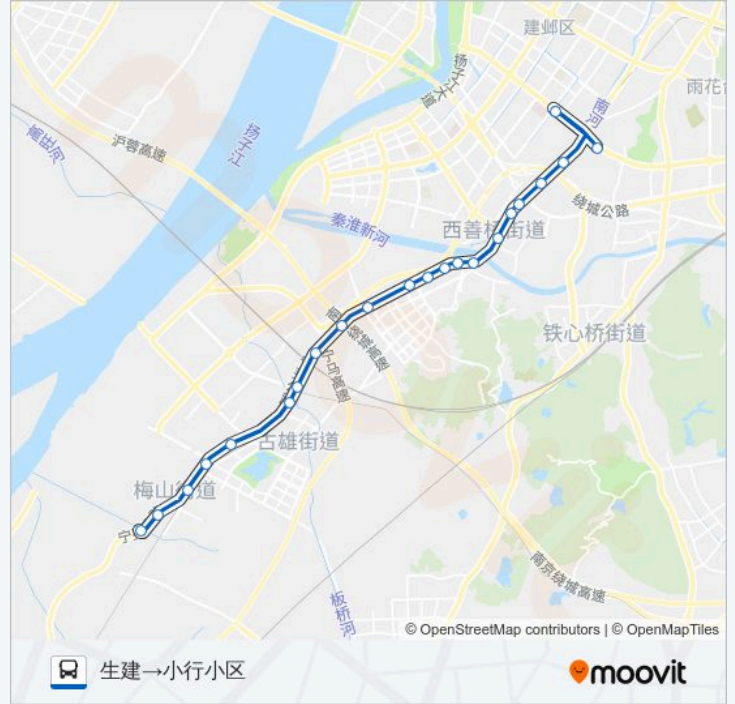 建邺区
扬子江大道
雨花台
南河
南河
沪蓉高速
扬子江
绕城公路
秦淮新河
西善桥街道
铁心桥街道
古雄街道
梅山街道
南京绕城高速
板桥河
© OpenStreetMap contributors | © OpenMapTiles
生建→小行小区
moovit